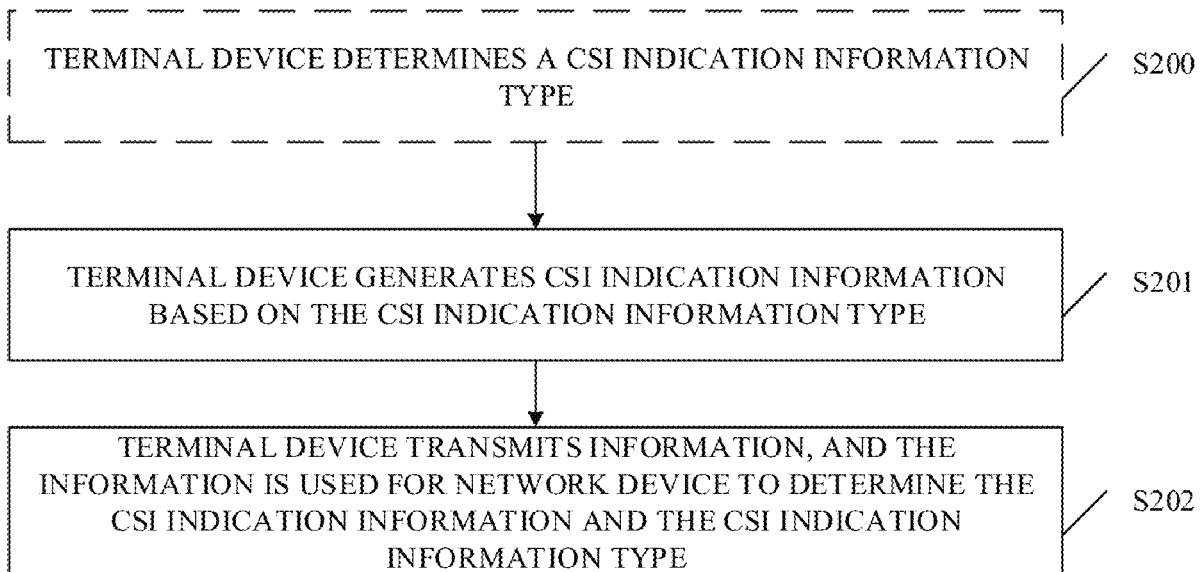 TERMINAL DEVICE DETERMINES A CSI INDICATION INFORMATION
TYPE
S200
TERMINAL DEVICE GENERATES CSI INDICATION INFORMATION
BASED ON THE CSI INDICATION INFORMATION TYPE
S201
TERMINAL DEVICE TRANSMITS INFORMATION, AND THE
INFORMATION IS USED FOR NETWORK DEVICE TO DETERMINE THE
CSI INDICATION INFORMATION AND THE CSI INDICATION
INFORMATION TYPE
S202